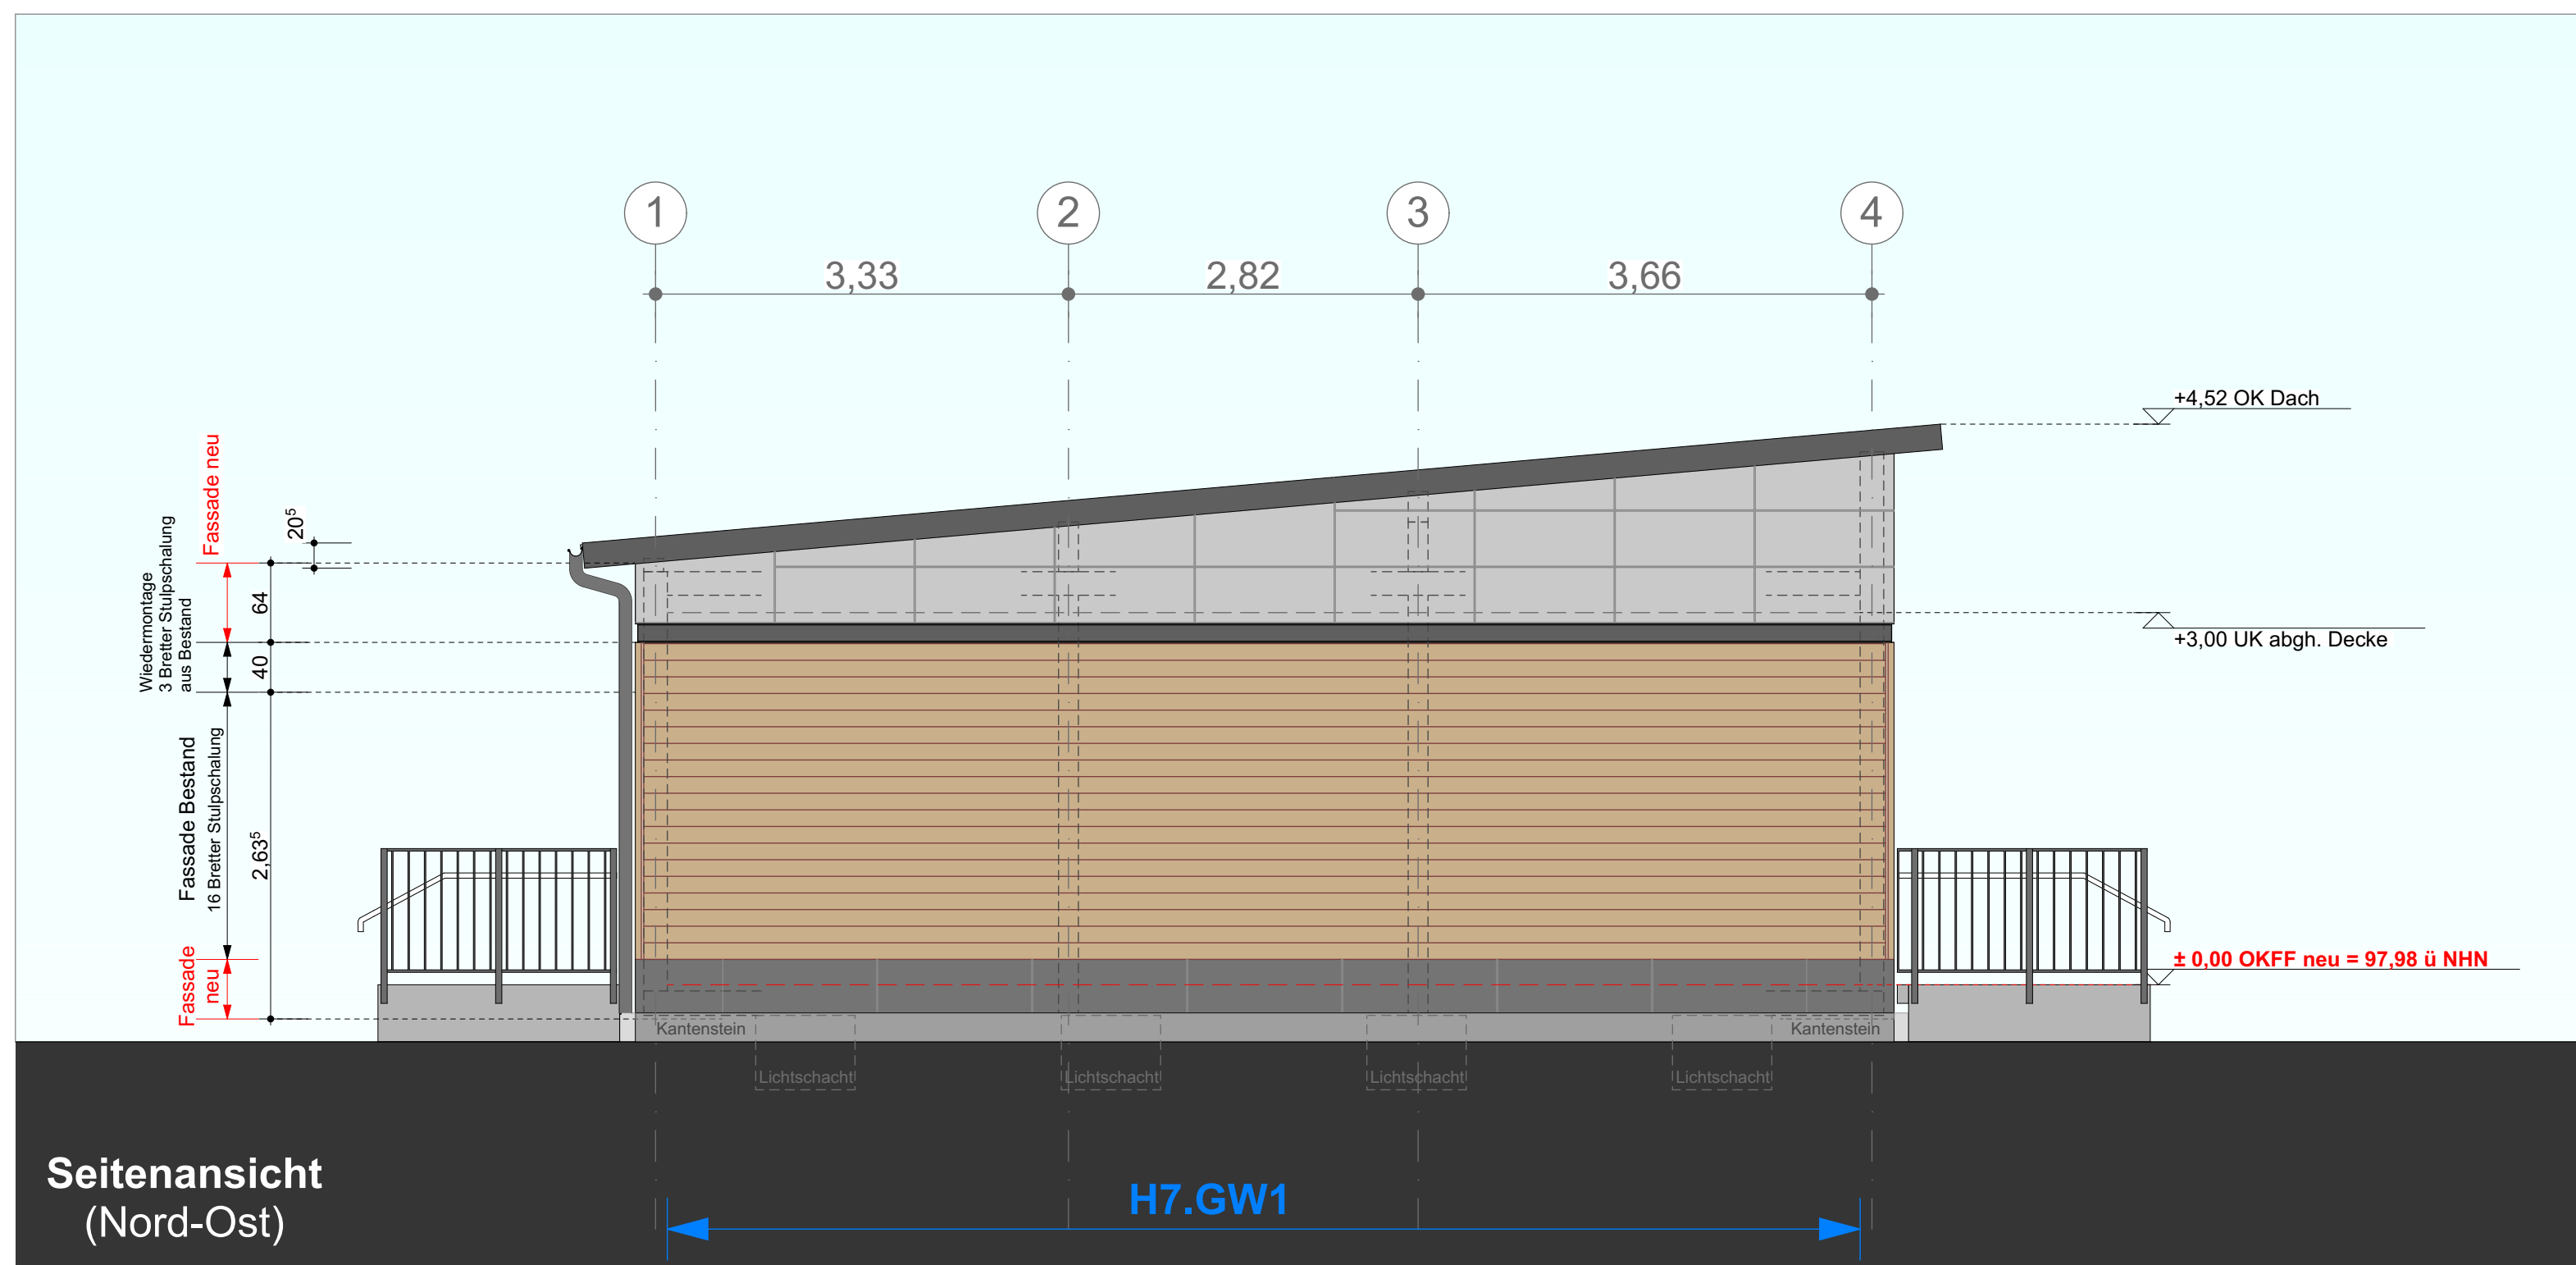 1
2
3
4
3,33
2,82
3,66
+4,52 OK Dach
Fassade neu
20⁵
Wiedermontage
3 Bretter Stulpschalung
aus Bestand
64
40
+3,00 UK abgh. Decke
Fassade Bestand
16 Bretter Stulpschalung
2,63⁵
Fassade
neu
± 0,00 OKFF neu = 97,98 ü NHN
Kantenstein
Kantenstein
Lichtschacht
Lichtschacht
Lichtschacht
Lichtschacht
Seitenansicht
(Nord-Ost)
H7.GW1